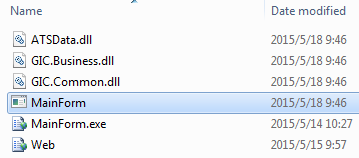 Name Date modified
ATSData.dll 2015/5/18 9:46
GIC.Business.dll 2015/5/18 9:46
GIC.Common.dll 2015/5/18 9:46
MainForm 2015/5/18 9:46
MainForm.exe 2015/5/14 10:27
Web 2015/5/15 9:57